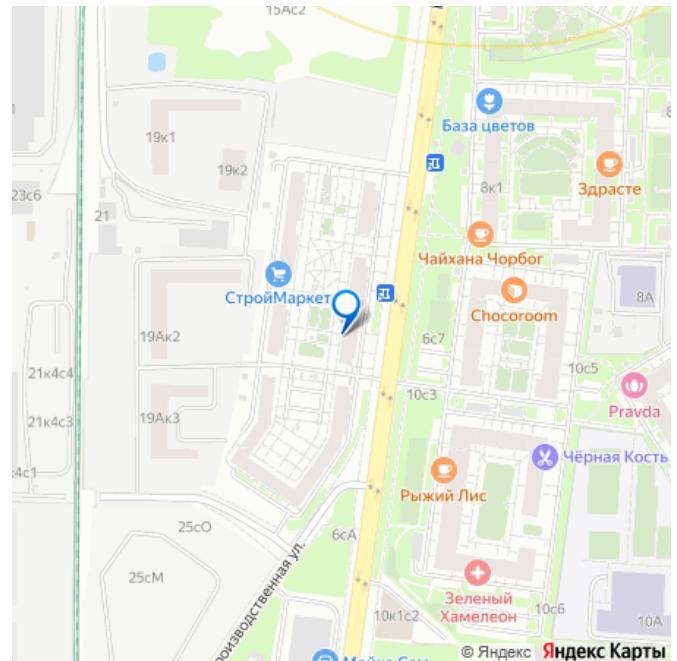 15Ас2
База цветов
19к1
19к2
8к1
Здрасте
23с6
21
Чайхана Чорбог
СтройМаркет
Chocoroom
8А
19Ак2
6с7
10с5
21к4с4
10с3
Pravda
21к4с3
19Ак3
Чёрная Кость
Рыжий Лис
25сО
6сА
25сМ
Зеленый
Хамелеон
10с6
10к1с2
10А
© Яндекс Яндекс Карты